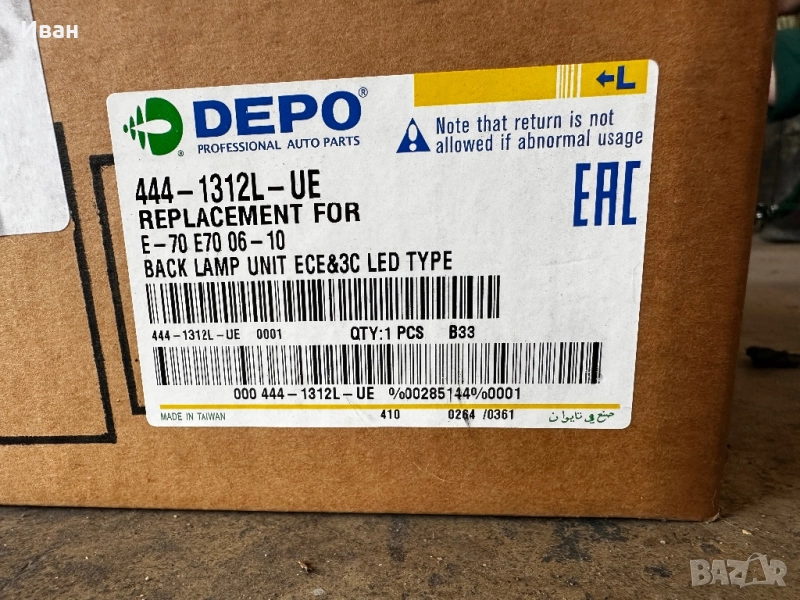 Иван
DEPO®
PROFESSIONAL AUTO PARTS
®
←L
Note that return is not
allowed if abnormal usage
444-1312L-UE
EAC
REPLACEMENT FOR
E-70 E70 06-10
BACK LAMP UNIT ECE&3C LED TYPE
444-1312L-UE 0001 QTY:1 PCS B33
000 444-1312L-UE %00285144%0001
MADE IN TAIWAN 410 0264 /0361 صنع في تايوان
BAZAR